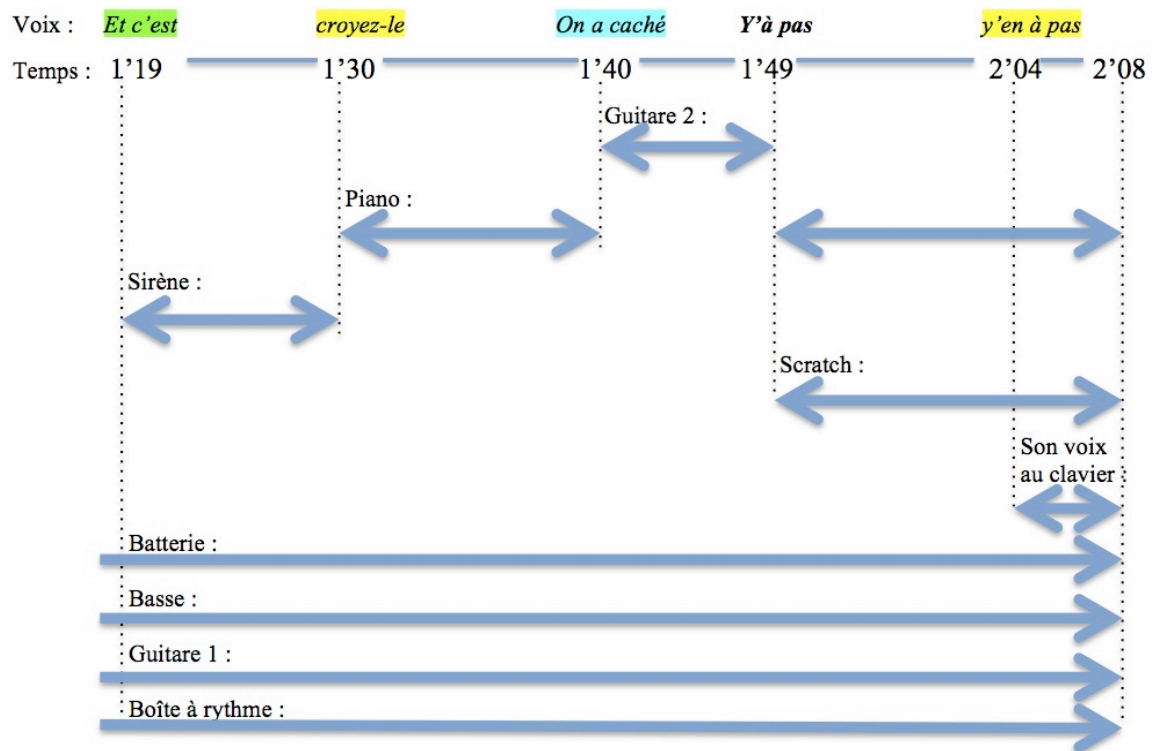 Voix : Et c'est croyez-le On a caché Y'à pas y'en à pas
Temps : 1'19 1'30 1'40 1'49 2'04 2'08
Guitare 2 :
Piano :
Sirène :
Scratch :
Son voix
au clavier :
Batterie :
Basse :
Guitare 1 :
Boîte à rythme :